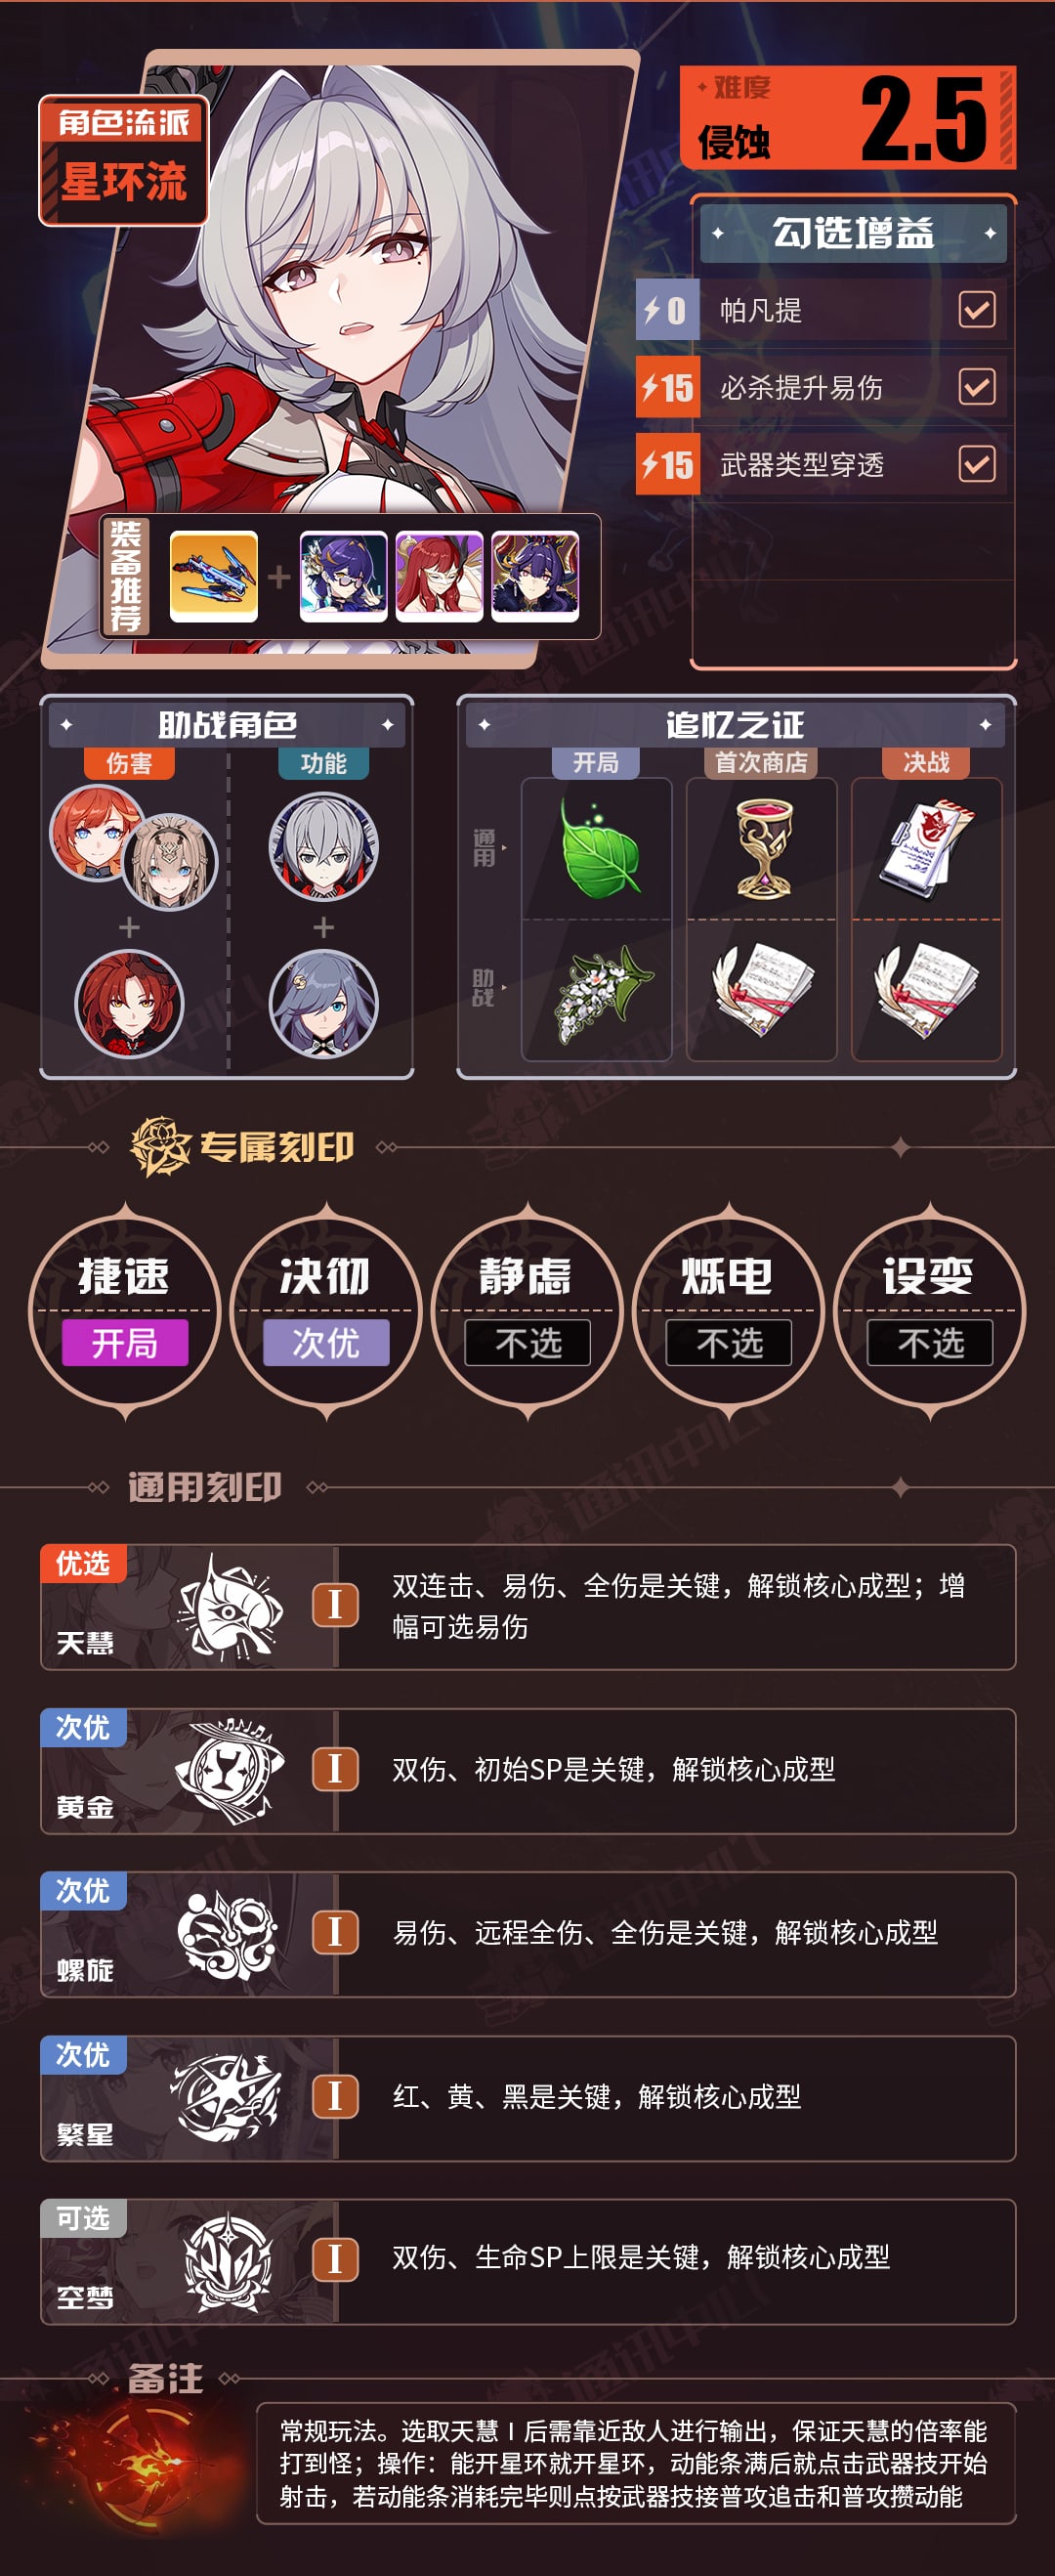 角色流派
星环流
难度
侵蚀
2.5
勾选增益
0 帕凡提
15 必杀提升易伤
15 武器类型穿透
装备推荐
助战角色
伤害
功能
追忆之证
开局
首次商店
决战
通用
助战
专属刻印
捷速
开局
决彻
次优
静虑
不选
烁电
不选
设变
不选
通用刻印
优选
天慧
I
双连击、易伤、全伤是关键，解锁核心成型；增
幅可选易伤
次优
黄金
I
双伤、初始SP是关键，解锁核心成型
次优
螺旋
I
易伤、远程全伤、全伤是关键，解锁核心成型
次优
繁星
I
红、黄、黑是关键，解锁核心成型
可选
空梦
I
双伤、生命SP上限是关键，解锁核心成型
备注
常规玩法。选取天慧Ⅰ后需靠近敌人进行输出，保证天慧的倍率能
打到怪；操作：能开星环就开星环，动能条满后就点击武器技开始
射击，若动能条消耗完毕则点按武器技接普攻追击和普攻攒动能